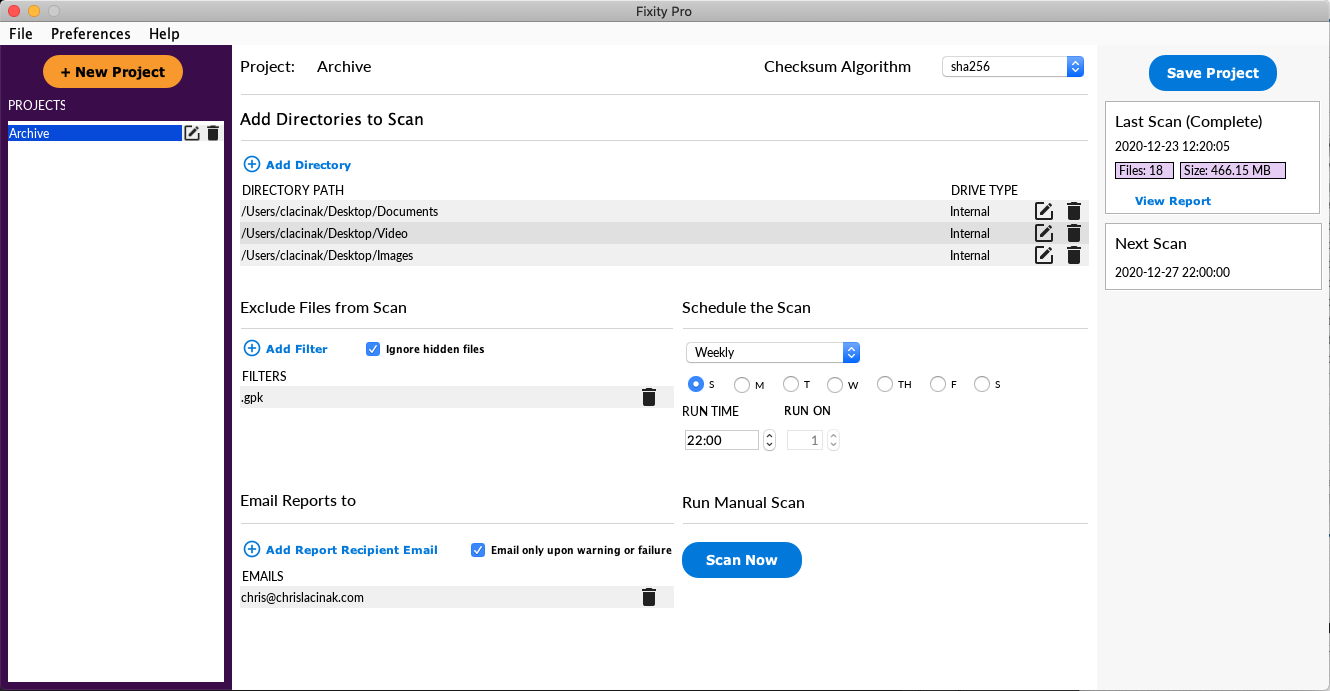 Fixity Pro
File Preferences Help
+ New Project
PROJECTS
Archive
Project: Archive
Checksum Algorithm sha256
Add Directories to Scan
Add Directory
DIRECTORY PATH DRIVE TYPE
/Users/clacinak/Desktop/Documents Internal
/Users/clacinak/Desktop/Video Internal
/Users/clacinak/Desktop/Images Internal
Exclude Files from Scan
Add Filter Ignore hidden files
FILTERS
.gpk
Schedule the Scan
Weekly
S M T W TH F S
RUN TIME RUN ON
22:00 1
Email Reports to
Add Report Recipient Email Email only upon warning or failure
EMAILS
chris@chrislacinak.com
Run Manual Scan
Scan Now
Save Project
Last Scan (Complete)
2020-12-23 12:20:05
Files: 18 Size: 466.15 MB
View Report
Next Scan
2020-12-27 22:00:00